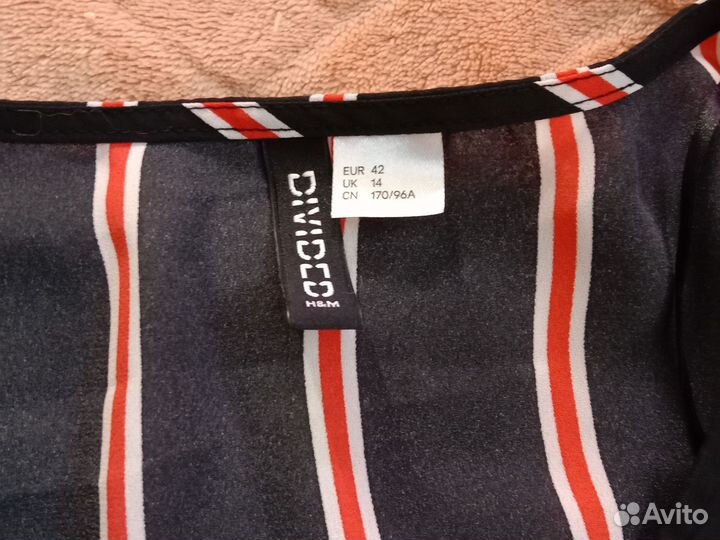 EUR 42
UK 14
CN 170/96A
DIVIDED
H&M
Avito